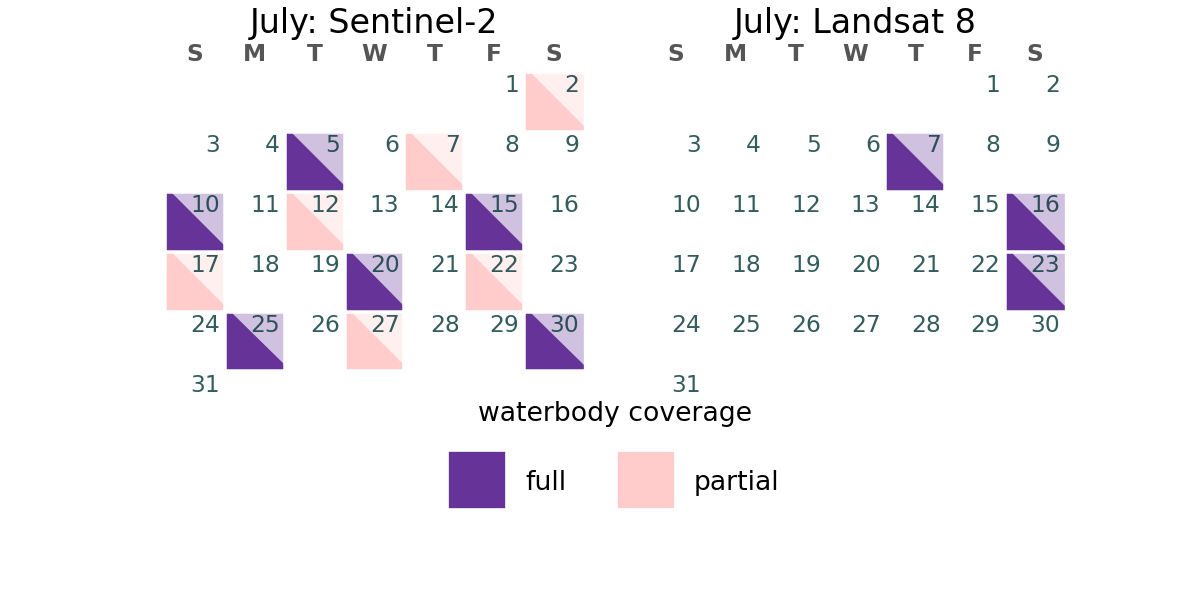 July: Sentinel-2
S M T W T F S
1 2
3 4 5 6 7 8 9
10 11 12 13 14 15 16
17 18 19 20 21 22 23
24 25 26 27 28 29 30
31
July: Landsat 8
S M T W T F S
1 2
3 4 5 6 7 8 9
10 11 12 13 14 15 16
17 18 19 20 21 22 23
24 25 26 27 28 29 30
31
waterbody coverage
full
partial